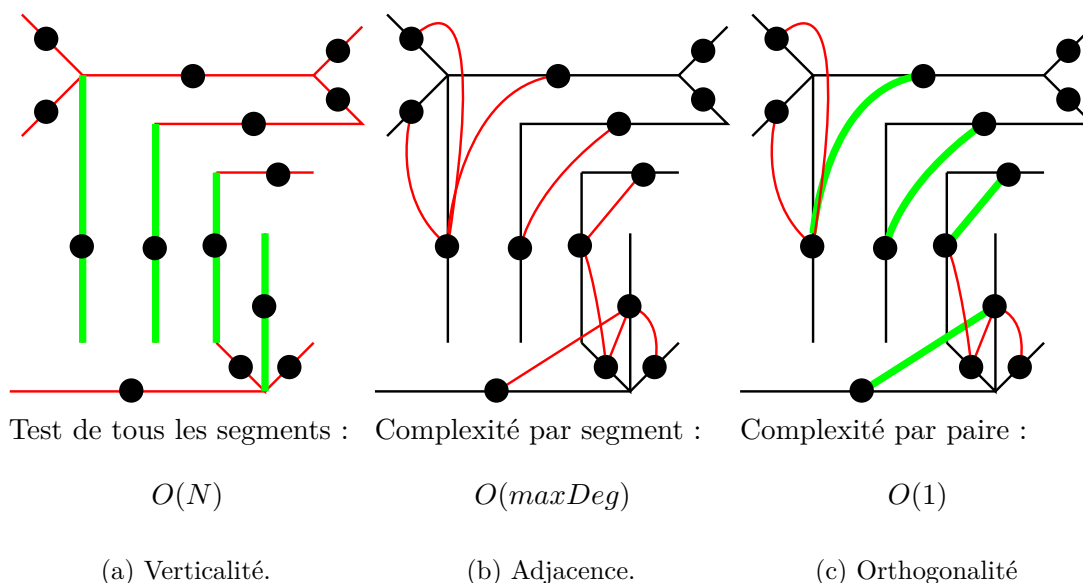 Test de tous les segments : Complexité par segment : Complexité par paire :
O(N) O(maxDeg) O(1)
(a) Verticalité. (b) Adjacence. (c) Orthogonalité